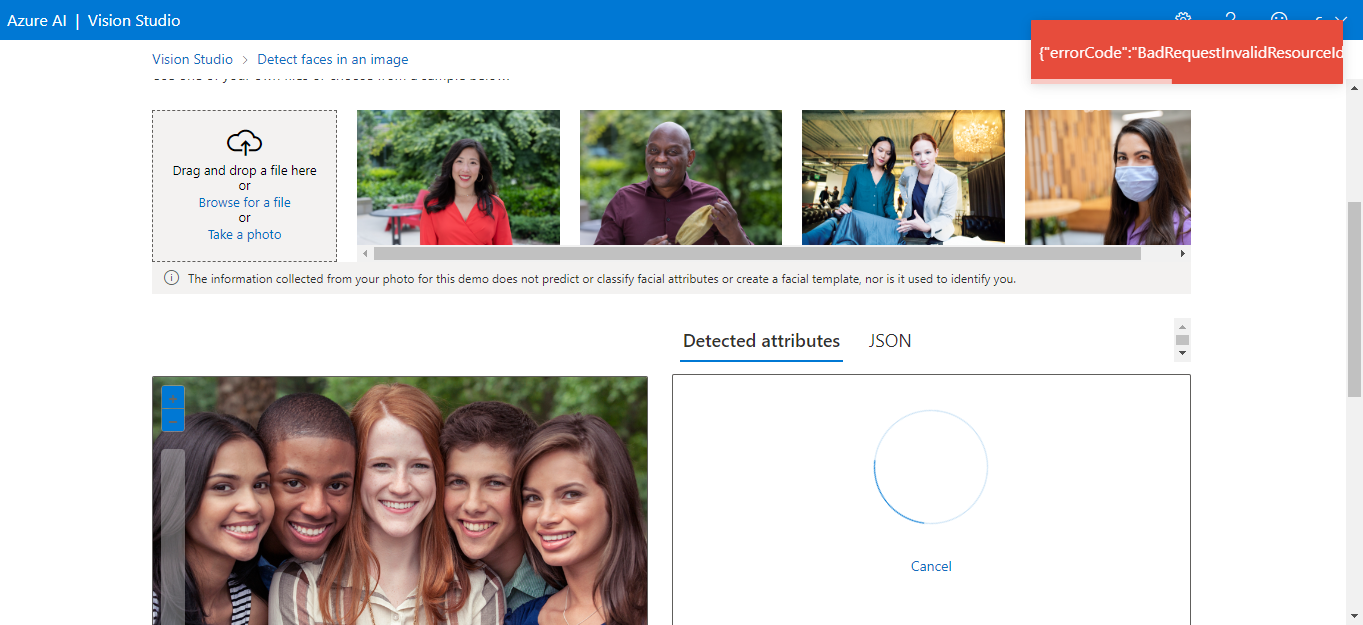 Azure AI | Vision Studio
{"errorCode":"BadRequestInvalidResourceId
Vision Studio > Detect faces in an image
Drag and drop a file here
or
Browse for a file
or
Take a photo
The information collected from your photo for this demo does not predict or classify facial attributes or create a facial template, nor is it used to identify you.
Detected attributes JSON
Cancel